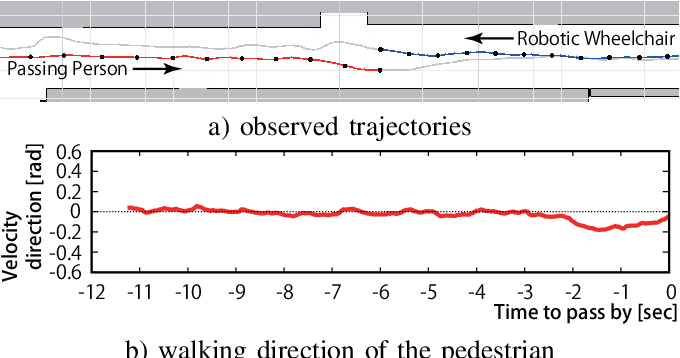 Robotic Wheelchair
Passing Person
a) observed trajectories
Velocity
direction [rad]
0.6
0.4
0.2
0
-0.2
-0.4
-0.6
-12 -11 -10 -9 -8 -7 -6 -5 -4 -3 -2 -1 0
Time to pass by [sec]
b) walking direction of the pedestrian